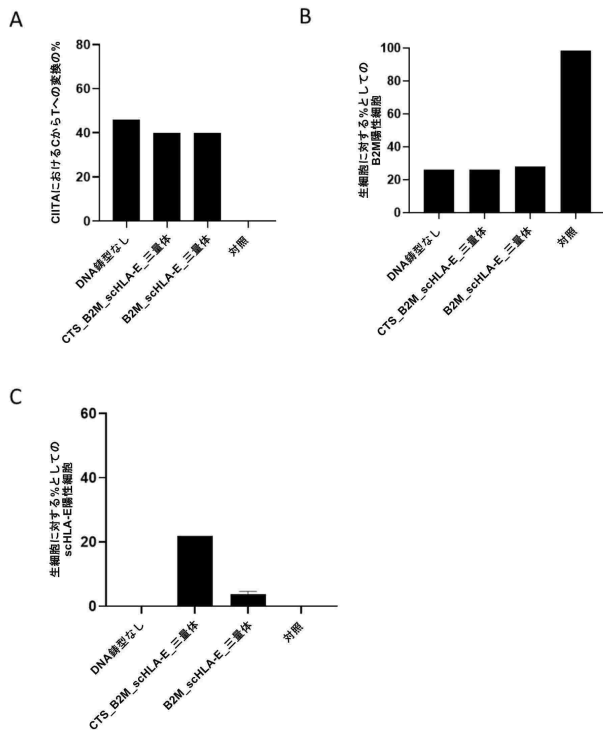 A
CIITAにおけるCからTへの変換の%
80
60
40
20
0
DNA鋳型なし
CTS_B2M_scHLA-E_三量体
B2M_scHLA-E_三量体
対照
B
生細胞に対する%としての
B2M陽性細胞
100
80
60
40
20
0
DNA鋳型なし
CTS_B2M_scHLA-E_三量体
B2M_scHLA-E_三量体
対照
C
生細胞に対する%としての
scHLA-E陽性細胞
60
40
20
0
DNA鋳型なし
CTS_B2M_scHLA-E_三量体
B2M_scHLA-E_三量体
対照